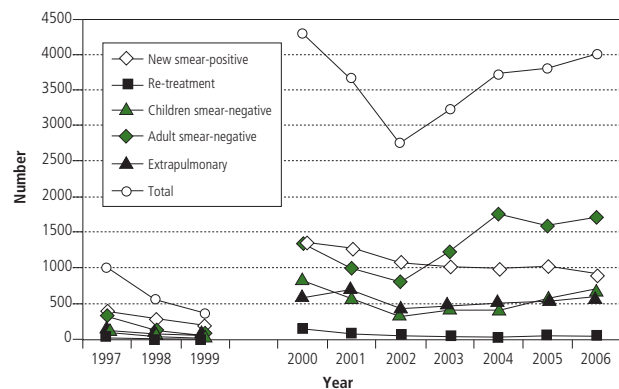 4500
4000
3500
3000
2500
2000
1500
1000
500
0
Number
New smear-positive
Re-treatment
Children smear-negative
Adult smear-negative
Extrapulmonary
Total
1997 1998 1999 2000 2001 2002 2003 2004 2005 2006
Year